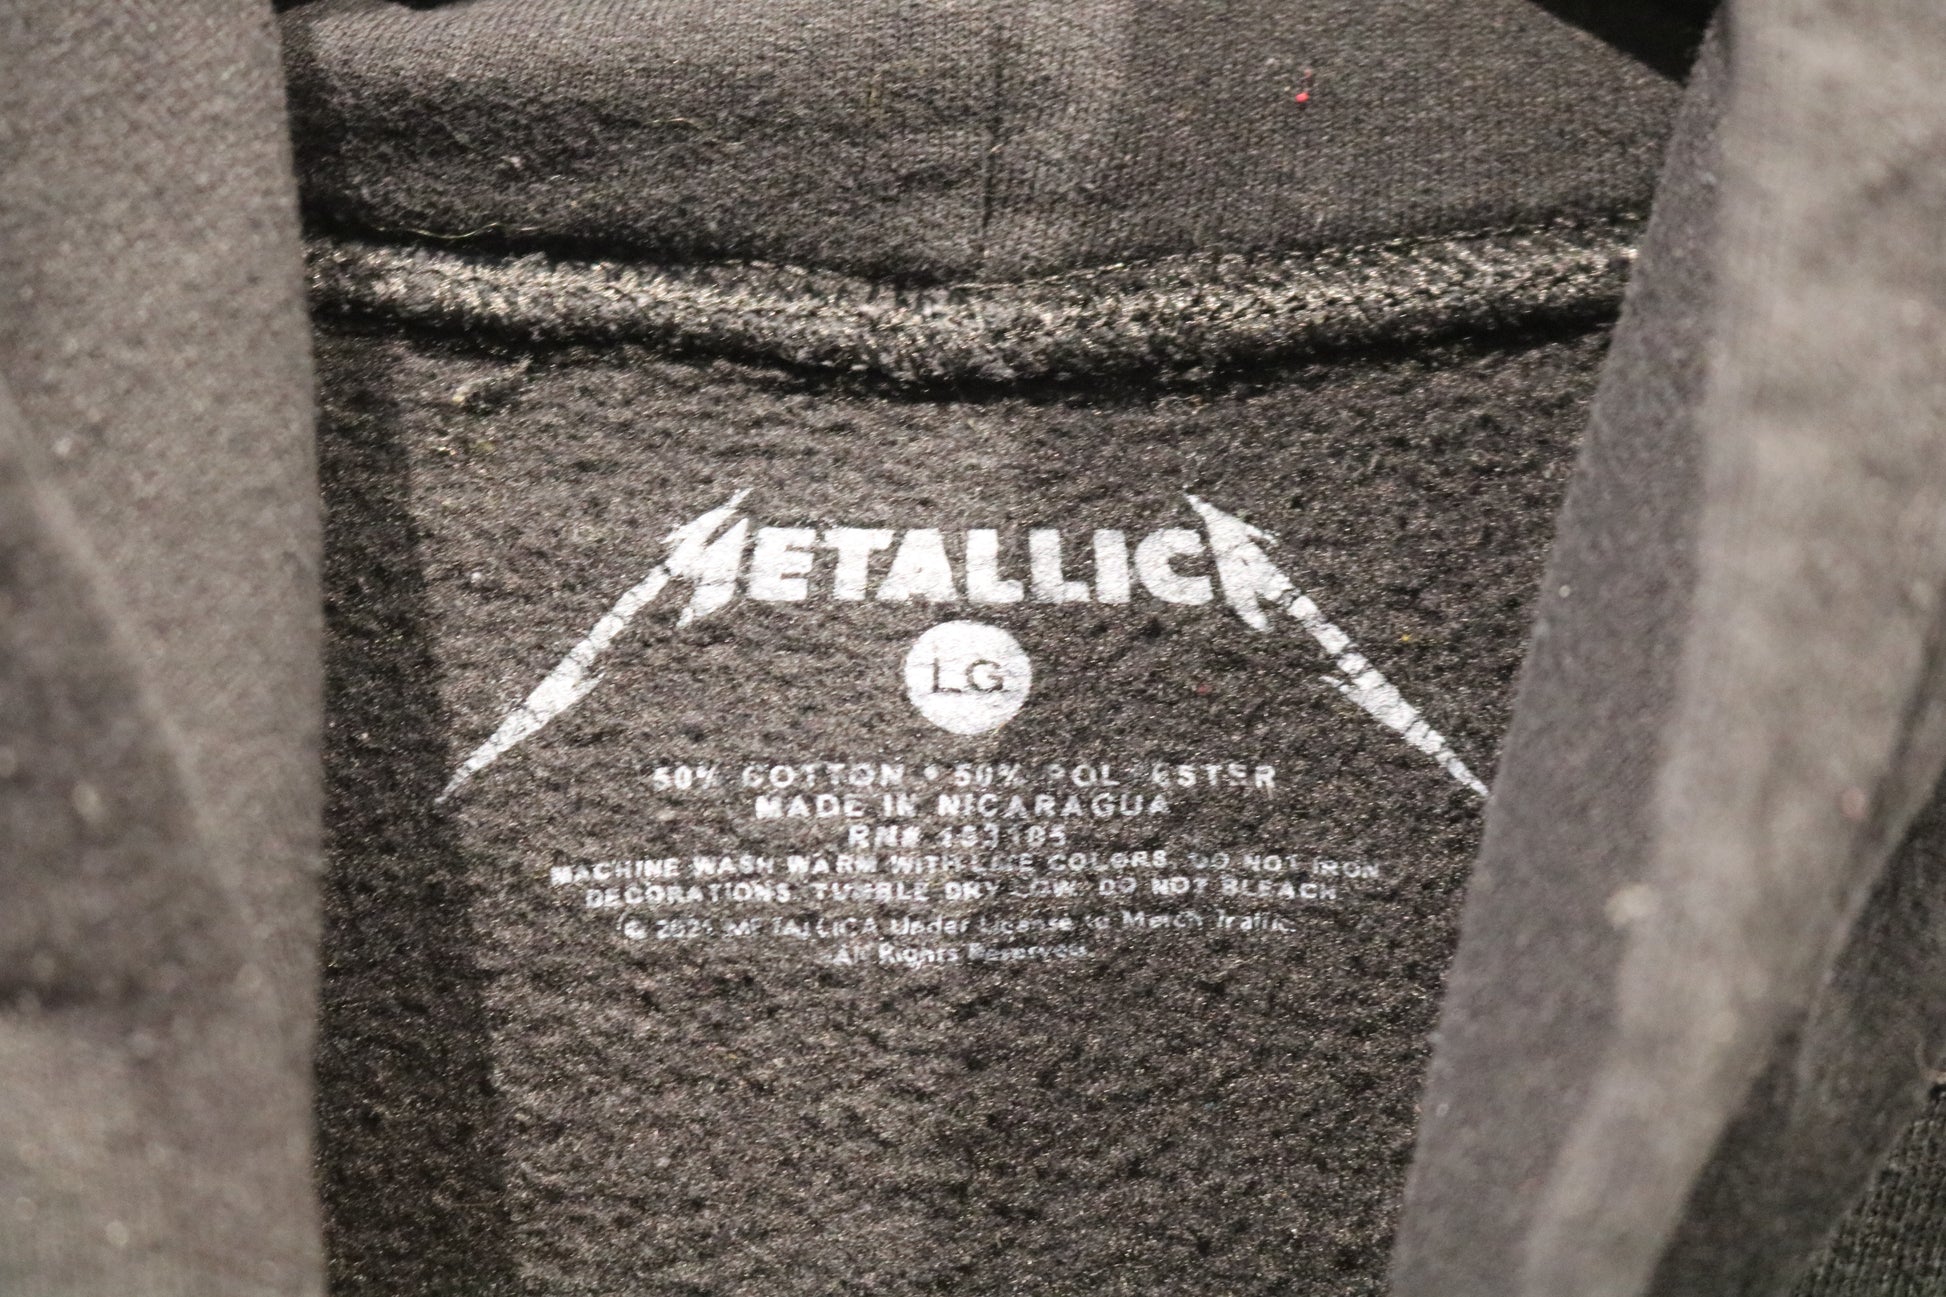 METALLICA
LG
50% COTTON • 50% POLYESTER
MADE IN NICARAGUA
RN#
MACHINE WASH WARM WITH LIKE COLORS. DO NOT IRON
DECORATIONS. TUMBLE DRY LOW. DO NOT BLEACH
© METALLICA Under License to Merch Traffic.
All Rights Reserved.